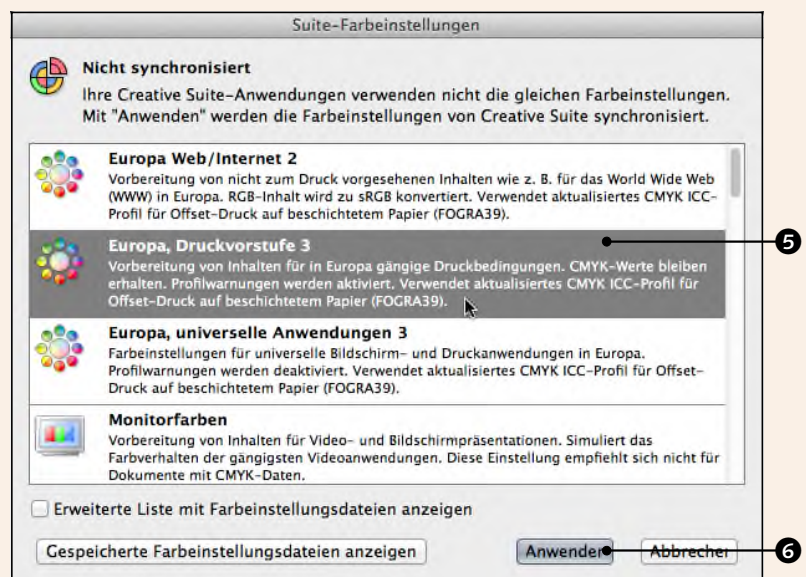 Suite-Farbeinstellungen
Nicht synchronisiert
Ihre Creative Suite-Anwendungen verwenden nicht die gleichen Farbeinstellungen.
Mit "Anwenden" werden die Farbeinstellungen von Creative Suite synchronisiert.
Europa Web/Internet 2
Vorbereitung von nicht zum Druck vorgesehenen Inhalten wie z. B. für das World Wide Web
(WWW) in Europa. RGB-Inhalt wird zu sRGB konvertiert. Verwendet aktualisiertes CMYK ICC-
Profil für Offset-Druck auf beschichtetem Papier (FOGRA39).
Europa, Druckvorstufe 3
5
Vorbereitung von Inhalten für in Europa gängige Druckbedingungen. CMYK-Werte bleiben
erhalten. Profilwarnungen werden aktiviert. Verwendet aktualisiertes CMYK ICC-Profil für
Offset-Druck auf beschichtetem Papier (FOGRA39).
Europa, universelle Anwendungen 3
Farbeinstellungen für universelle Bildschirm- und Druckanwendungen in Europa.
Profilwarnungen werden deaktiviert. Verwendet aktualisiertes CMYK ICC-Profil für Offset-
Druck auf beschichtetem Papier (FOGRA39).
Monitorfarben
Vorbereitung von Inhalten für Video- und Bildschirmpräsentationen. Simuliert das
Farbverhalten der gängigsten Videoanwendungen. Diese Einstellung empfiehlt sich nicht für
Dokumente mit CMYK-Daten.
Erweiterte Liste mit Farbeinstellungsdateien anzeigen
Gespeicherte Farbeinstellungsdateien anzeigen Anwenden Abbrechen 6